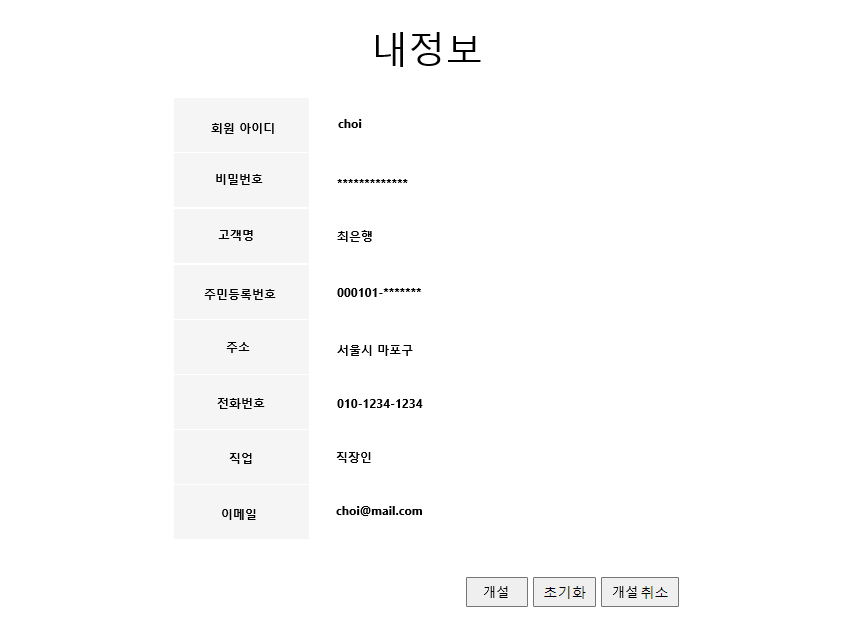 내정보
회원 아이디 choi
비밀번호 *************
고객명 최은행
주민등록번호 000101-*******
주소 서울시 마포구
전화번호 010-1234-1234
직업 직장인
이메일 choi@mail.com
개설 초기화 개설 취소